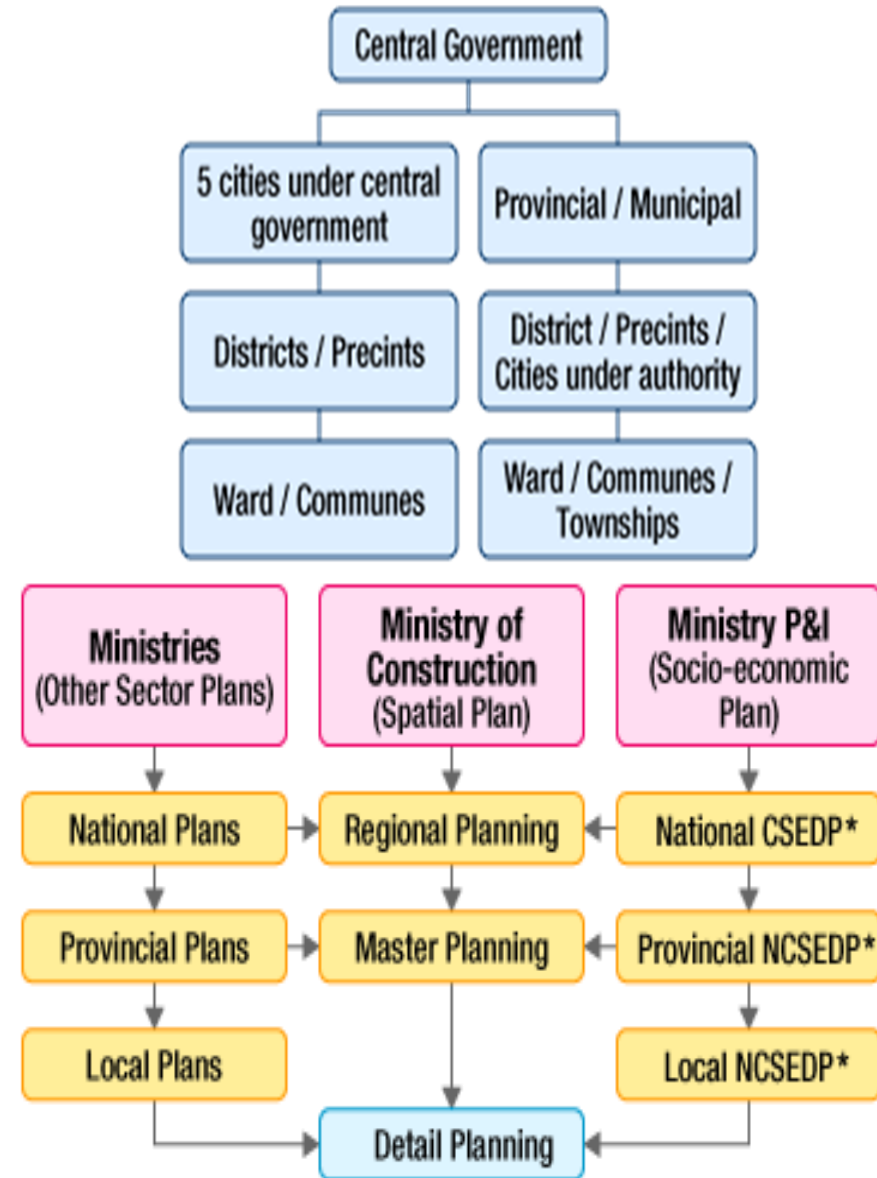 Central Government
5 cities under central
government
Provincial / Municipal
Districts / Precints
District / Precints /
Cities under authority
Ward / Communes
Ward / Communes /
Townships
Ministries
(Other Sector Plans)
Ministry of
Construction
(Spatial Plan)
Ministry P&I
(Socio-economic
Plan)
National Plans
Regional Planning
National CSEDP*
Provincial Plans
Master Planning
Provincial NCSEDP*
Local Plans
Local NCSEDP*
Detail Planning